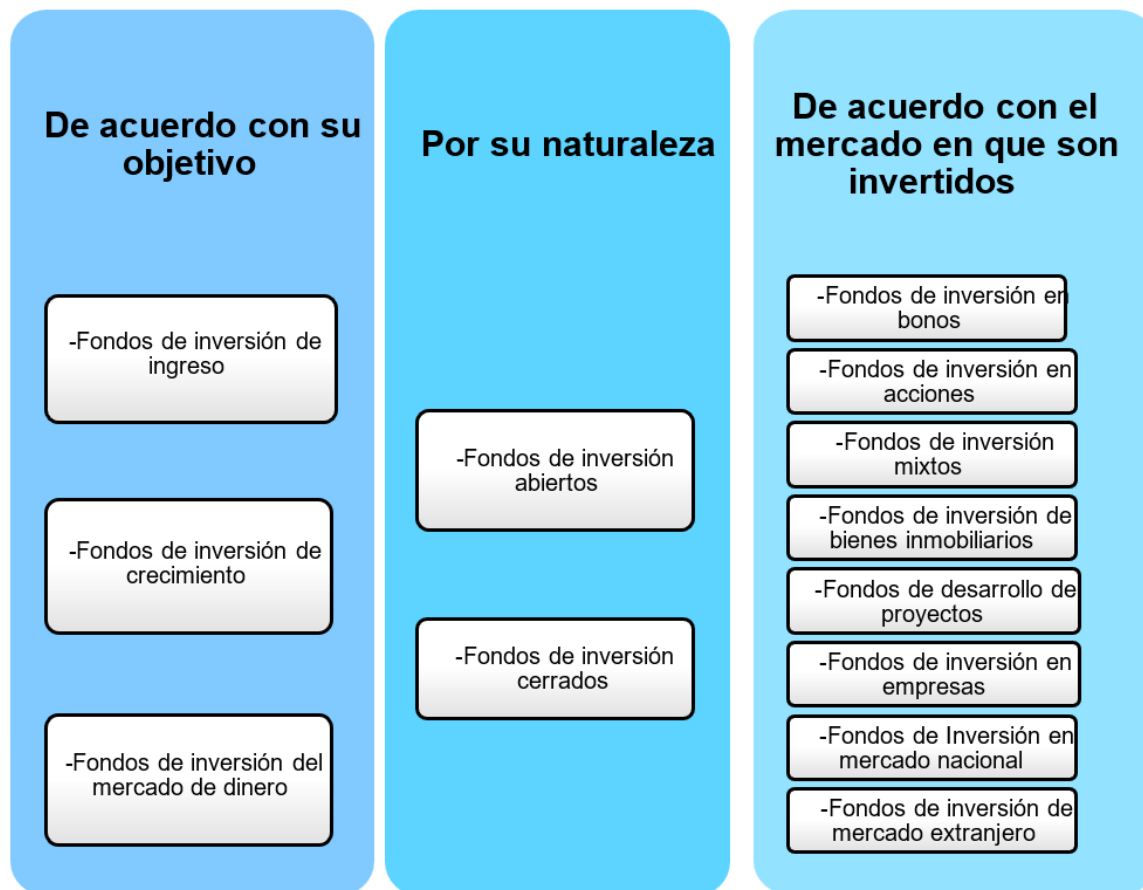 De acuerdo con su
objetivo
-Fondos de inversión de
ingreso
-Fondos de inversión de
crecimiento
-Fondos de inversión del
mercado de dinero
Por su naturaleza
-Fondos de inversión
abiertos
-Fondos de inversión
cerrados
De acuerdo con el
mercado en que son
invertidos
-Fondos de inversión en
bonos
-Fondos de inversión en
acciones
-Fondos de inversión
mixtos
-Fondos de inversión de
bienes inmobiliarios
-Fondos de desarrollo de
proyectos
-Fondos de inversión en
empresas
-Fondos de Inversión en
mercado nacional
-Fondos de inversión de
mercado extranjero